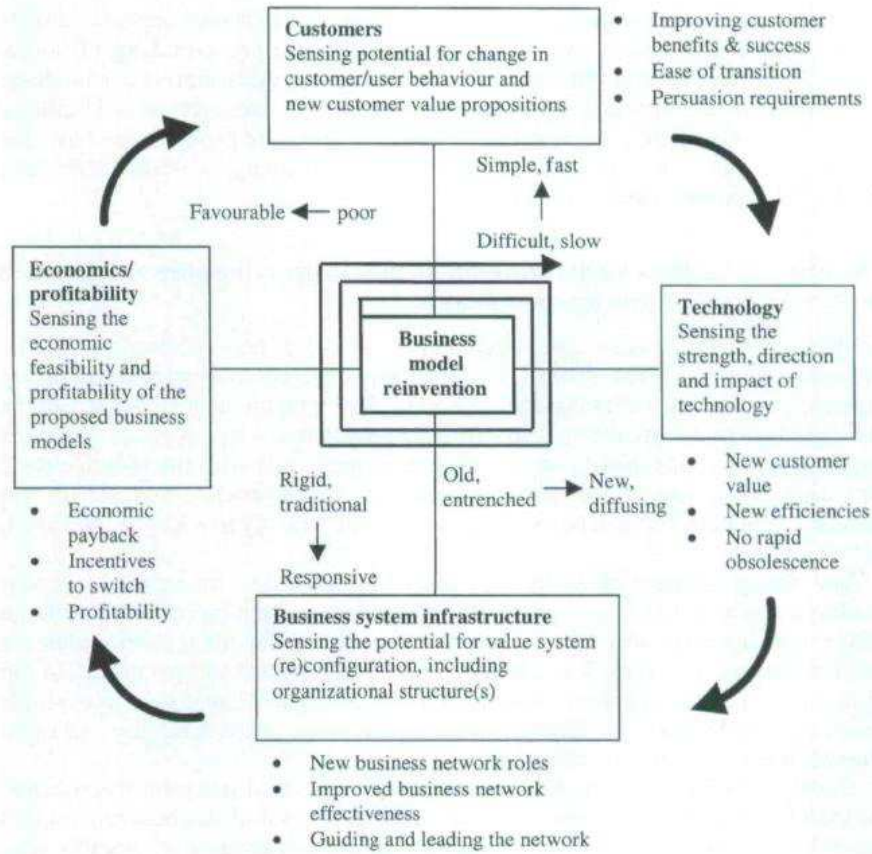 Customers
Sensing potential for change in
customer/user behaviour and
new customer value propositions
• Improving customer
benefits & success
• Ease of transition
• Persuasion requirements
Simple, fast
Favourable
poor
Difficult, slow
Economics/
profitability
Sensing the
economic
feasibility and
profitability of the
proposed business
models
Business
model
reinvention
Technology
Sensing the
strength, direction
and impact of
technology
Rigid,
traditional
Responsive
Old,
entrenched
New,
diffusing
• New customer
value
• New efficiencies
• No rapid
obsolescence
• Economic
payback
• Incentives
to switch
• Profitability
Business system infrastructure
Sensing the potential for value system
(re)configuration, including
organizational structure(s)
• New business network roles
• Improved business network
effectiveness
• Guiding and leading the network